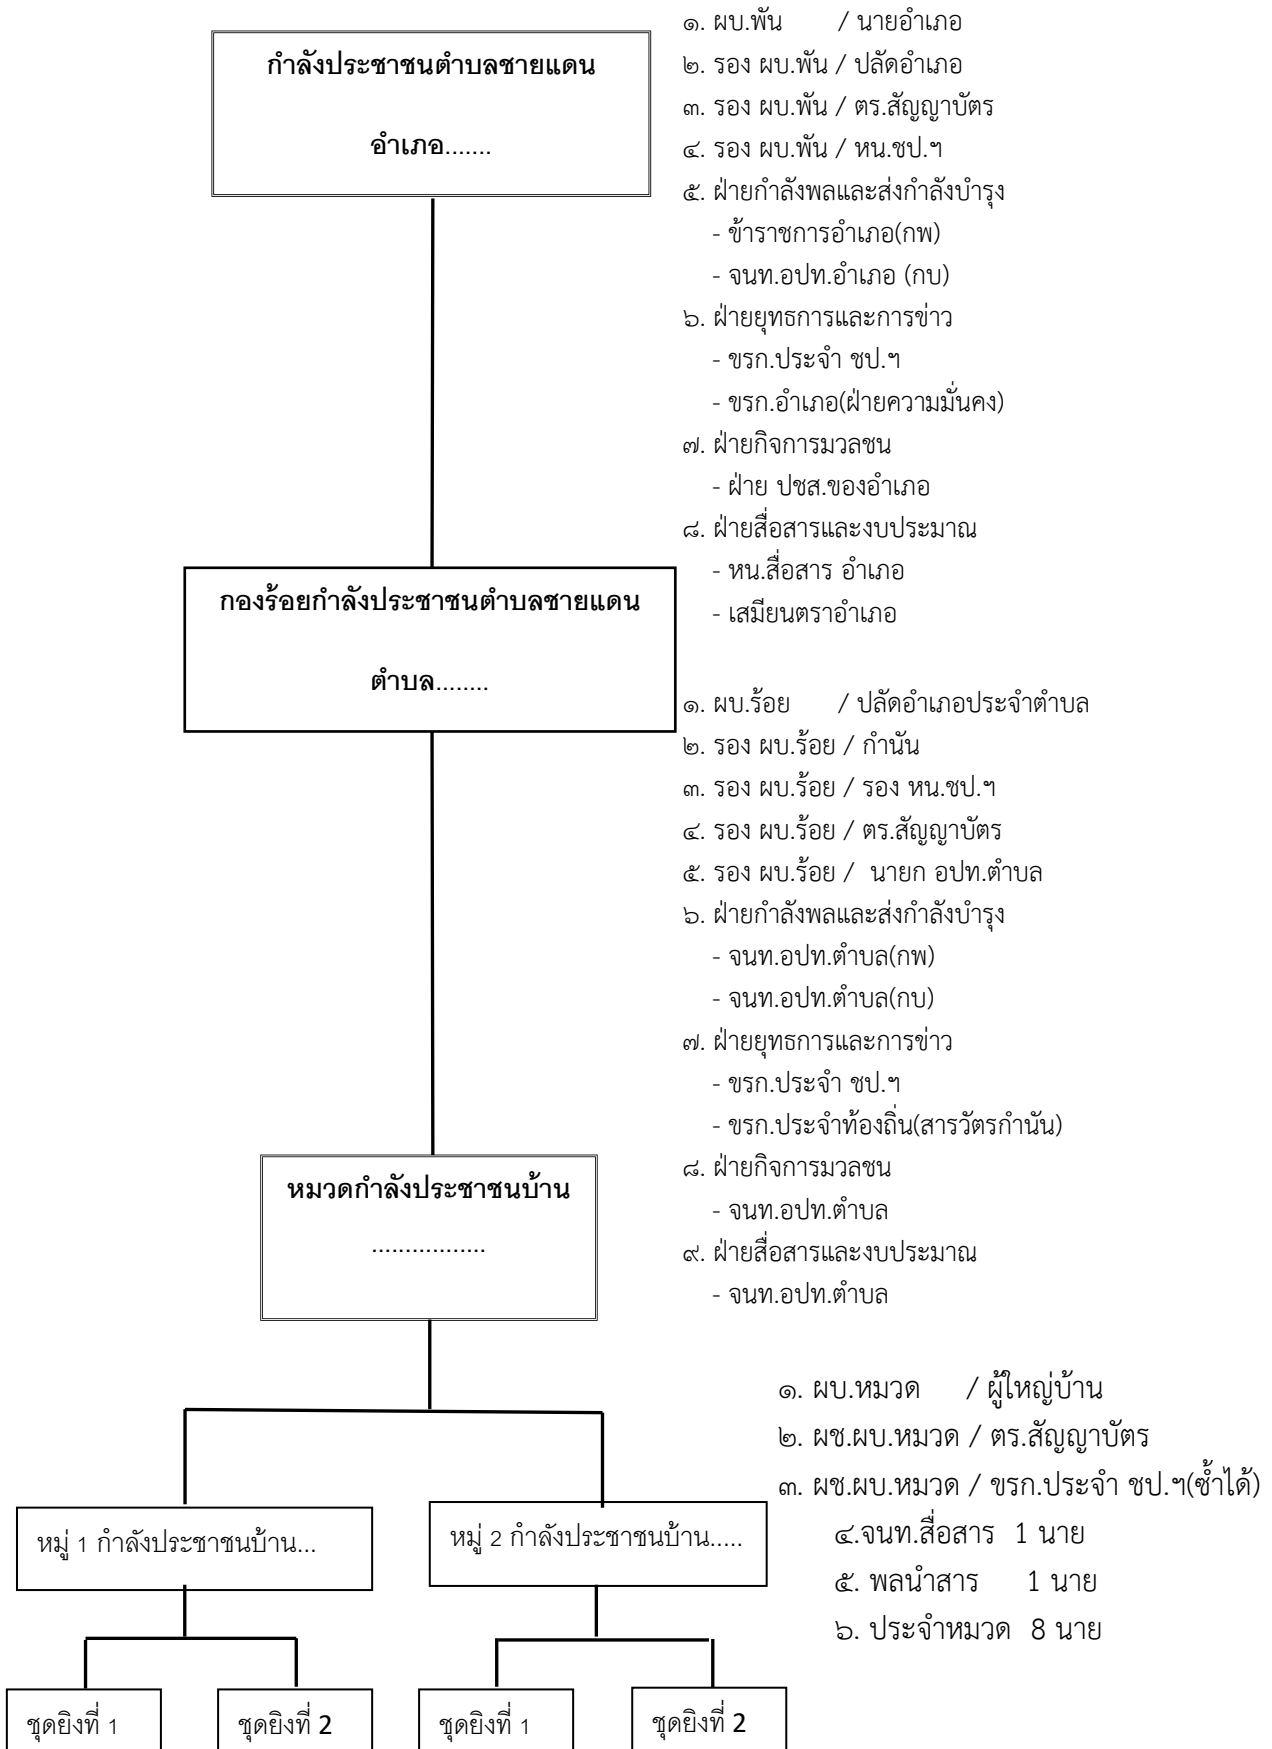 กำลังประชาชนตำบลชายแดน
อำเภอ.......
๑. ผบ.พัน / นายอำเภอ
๒. รอง ผบ.พัน / ปลัดอำเภอ
๓. รอง ผบ.พัน / ตร.สัญญาบัตร
๔. รอง ผบ.พัน / หน.ชป.ฯ
๕. ฝ่ายกำลังพลและส่งกำลังบำรุง
- ข้าราชการอำเภอ(กพ)
- จนท.อปท.อำเภอ (กบ)
๖. ฝ่ายยุทธการและการข่าว
- ขรก.ประจำ ชป.ฯ
- ขรก.อำเภอ(ฝ่ายความมั่นคง)
๗. ฝ่ายกิจการมวลชน
- ฝ่าย ปชส.ของอำเภอ
๘. ฝ่ายสื่อสารและงบประมาณ
- หน.สื่อสาร อำเภอ
- เสมียนตราอำเภอ
กองร้อยกำลังประชาชนตำบลชายแดน
ตำบล........
๑. ผบ.ร้อย / ปลัดอำเภอประจำตำบล
๒. รอง ผบ.ร้อย / กำนัน
๓. รอง ผบ.ร้อย / รอง หน.ชป.ฯ
๔. รอง ผบ.ร้อย / ตร.สัญญาบัตร
๕. รอง ผบ.ร้อย / นายก อปท.ตำบล
๖. ฝ่ายกำลังพลและส่งกำลังบำรุง
- จนท.อปท.ตำบล(กพ)
- จนท.อปท.ตำบล(กบ)
๗. ฝ่ายยุทธการและการข่าว
- ขรก.ประจำ ชป.ฯ
- ขรก.ประจำท้องถิ่น(สารวัตรกำนัน)
๘. ฝ่ายกิจการมวลชน
- จนท.อปท.ตำบล
๙. ฝ่ายสื่อสารและงบประมาณ
- จนท.อปท.ตำบล
หมวดกำลังประชาชนบ้าน
.................
๑. ผบ.หมวด / ผู้ใหญ่บ้าน
๒. ผช.ผบ.หมวด / ตร.สัญญาบัตร
๓. ผช.ผบ.หมวด / ขรก.ประจำ ชป.ฯ(ซ้ำได้)
๔.จนท.สื่อสาร 1 นาย
๕. พลนำสาร 1 นาย
๖. ประจำหมวด 8 นาย
หมู่ 1 กำลังประชาชนบ้าน...
หมู่ 2 กำลังประชาชนบ้าน.....
ชุดยิงที่ 1
ชุดยิงที่ 2
ชุดยิงที่ 1
ชุดยิงที่ 2